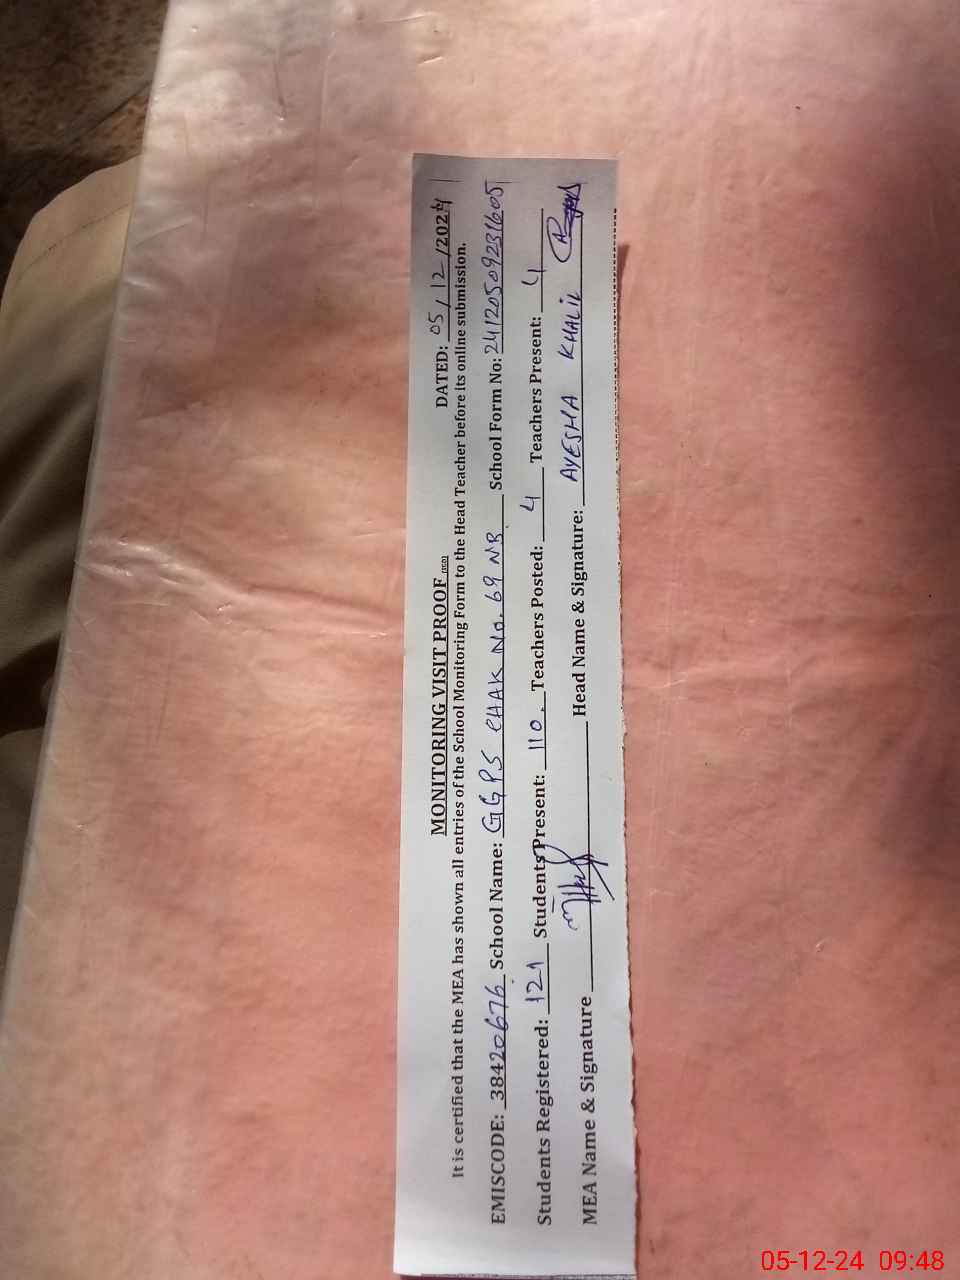 MONITORING VISIT PROOF DATED: 05/12/2024
It is certified that the MEA has shown all entries of the School Monitoring Form to the Head Teacher before its online submission.
EMISCODE: 38420676 School Name: GGPS CHAK No. 69 NB School Form No: 241205092331605
Students Registered: 121 Students Present: 110. Teachers Posted: 4 Teachers Present: 4
MEA Name & Signature Head Name & Signature: AYESHA KHALIL
05-12-24 09:48